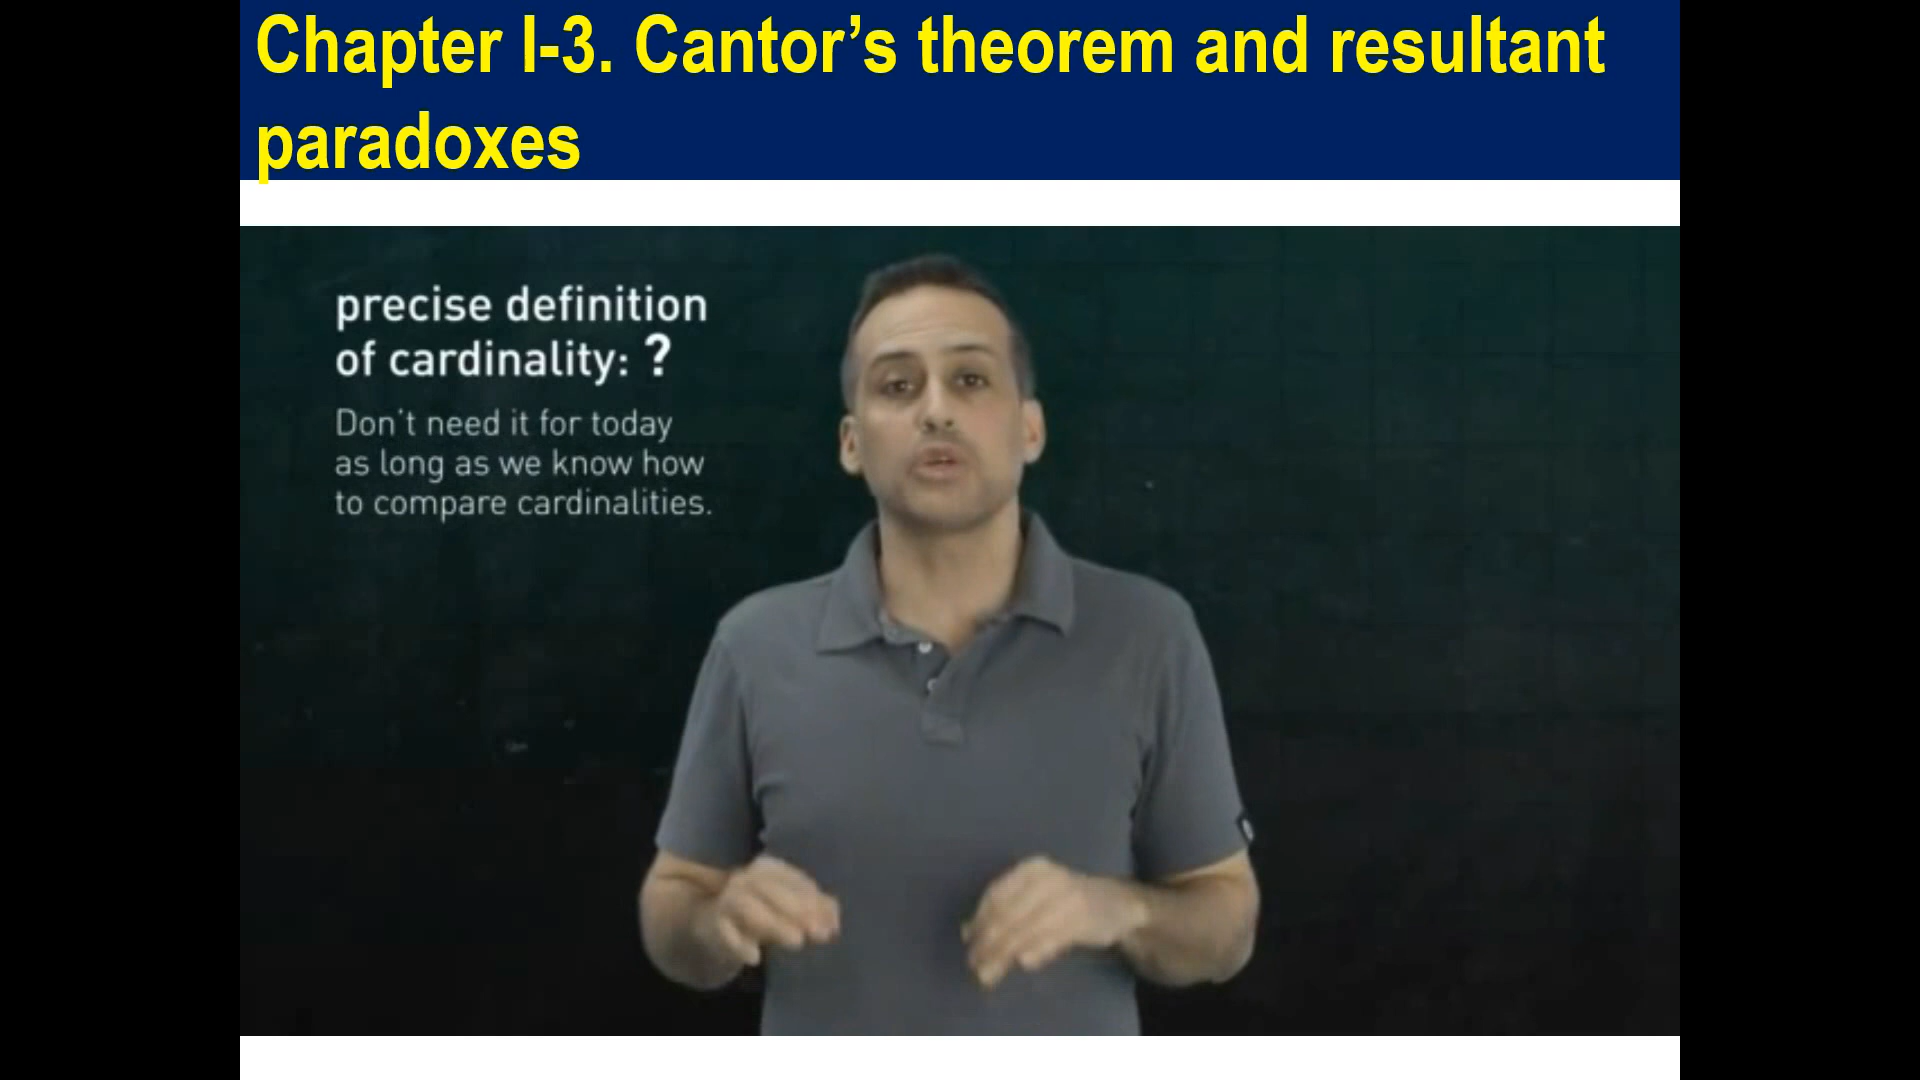 Chapter I-3. Cantor’s theorem and resultant
paradoxes
precise definition
of cardinality: ?
Don’t need it for today
as long as we know how
to compare cardinalities.